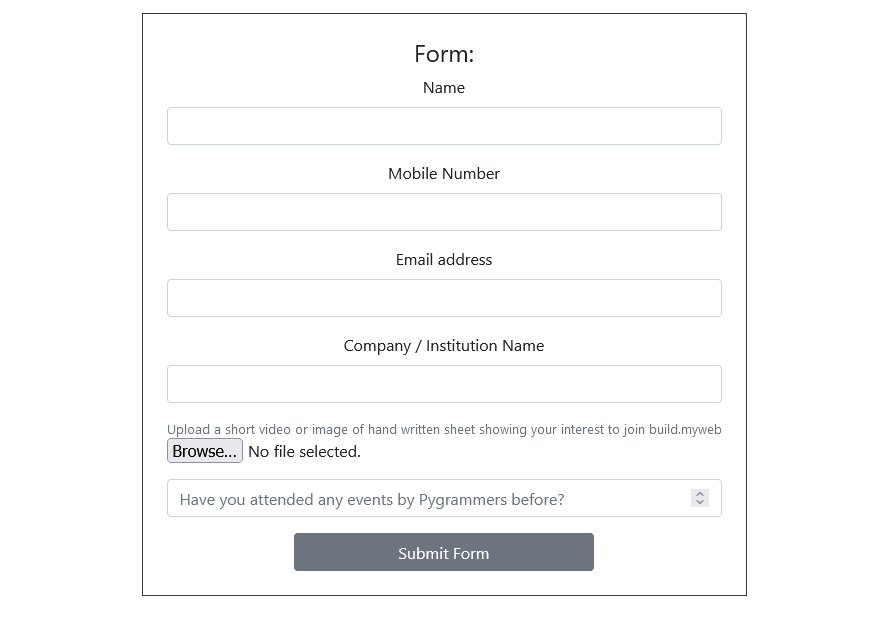 Form:
Name
Mobile Number
Email address
Company / Institution Name
Upload a short video or image of hand written sheet showing your interest to join build.myweb
Browse... No file selected.
Have you attended any events by Pygrammers before?
Submit Form